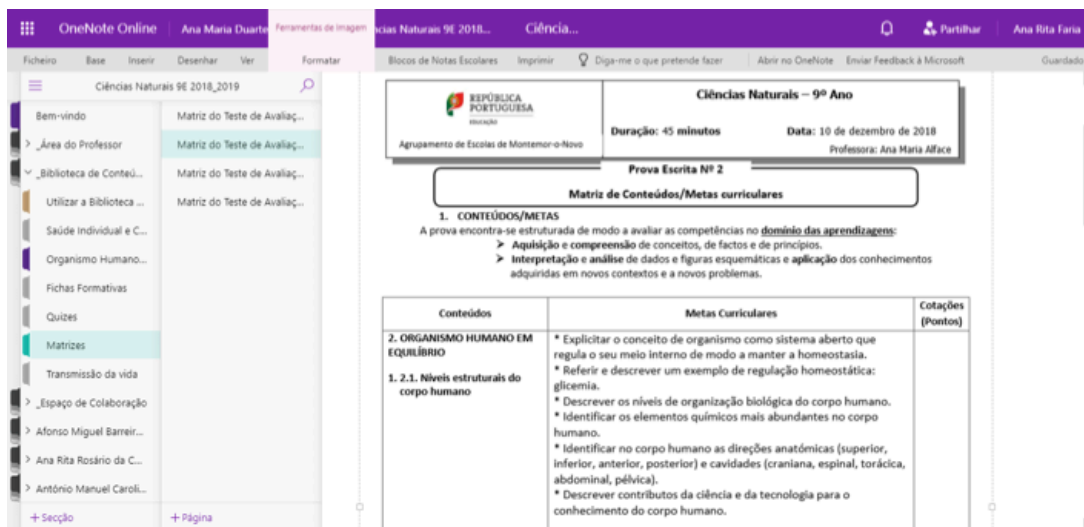 OneNote Online
Ana Maria Duarte
Ferramentas de Imagem
ncias Naturais 9E 2018...
Ciência...
Partilhar
Ana Rita Faria
Ficheiro
Base
Inserir
Desenhar
Ver
Formatar
Blocos de Notas Escolares
Imprimir
Diga-me o que pretende fazer
Abrir no OneNote
Enviar Feedback à Microsoft
Guardado
Ciências Naturais 9E 2018_2019
Bem-vindo
_Área do Professor
_Biblioteca de Conteú...
Utilizar a Biblioteca ...
Saúde Individual e C...
Organismo Humano...
Fichas Formativas
Quizes
Matrizes
Transmissão da vida
_Espaço de Colaboração
Afonso Miguel Barreir...
Ana Rita Rosário da C...
António Manuel Caroli...
+ Secção
Matriz do Teste de Avaliaç...
Matriz do Teste de Avaliaç...
Matriz do Teste de Avaliaç...
Matriz do Teste de Avaliaç...
+ Página
REPÚBLICA
PORTUGUESA
EDUCAÇÃO
Agrupamento de Escolas de Montemor-o-Novo
Ciências Naturais – 9º Ano
Duração: 45 minutos
Data: 10 de dezembro de 2018
Professora: Ana Maria Alface
Prova Escrita Nº 2
Matriz de Conteúdos/Metas curriculares
1. CONTEÚDOS/METAS
A prova encontra-se estruturada de modo a avaliar as competências no domínio das aprendizagens:
➢ Aquisição e compreensão de conceitos, de factos e de princípios.
➢ Interpretação e análise de dados e figuras esquemáticas e aplicação dos conhecimentos
adquiridas em novos contextos e a novos problemas.
Conteúdos
Metas Curriculares
Cotações
(Pontos)
2. ORGANISMO HUMANO EM
EQUILÍBRIO
1. 2.1. Níveis estruturais do
corpo humano
* Explicitar o conceito de organismo como sistema aberto que
regula o seu meio interno de modo a manter a homeostasia.
* Referir e descrever um exemplo de regulação homeostática:
glicemia.
* Descrever os níveis de organização biológica do corpo humano.
* Identificar os elementos químicos mais abundantes no corpo
humano.
* Identificar no corpo humano as direções anatómicas (superior,
inferior, anterior, posterior) e cavidades (craniana, espinal, torácica,
abdominal, pélvica).
* Descrever contributos da ciência e da tecnologia para o
conhecimento do corpo humano.